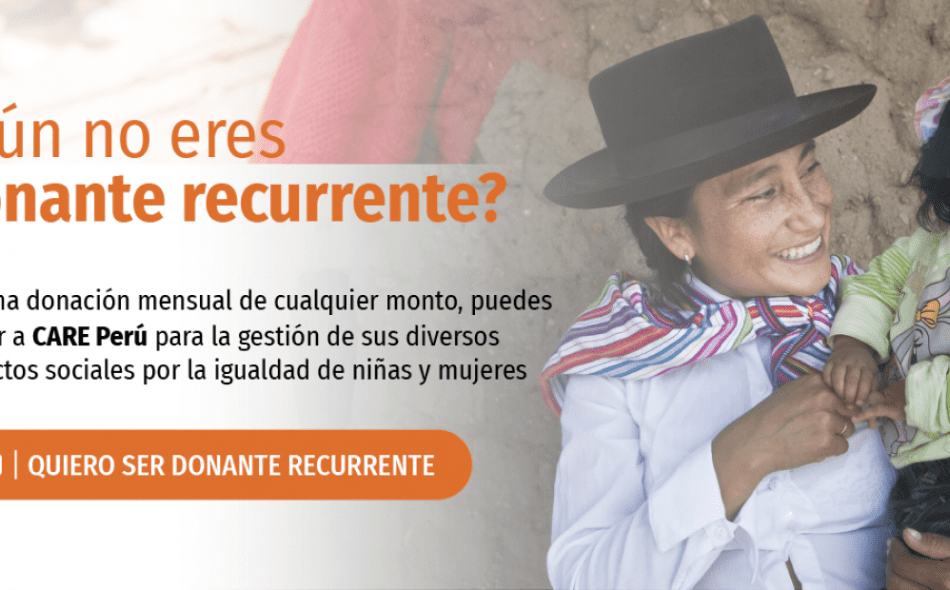 ún no eres
onante recurrente?
na donación mensual de cualquier monto, puedes
r a CARE Perú para la gestión de sus diversos
ctos sociales por la igualdad de niñas y mujeres
| QUIERO SER DONANTE RECURRENTE